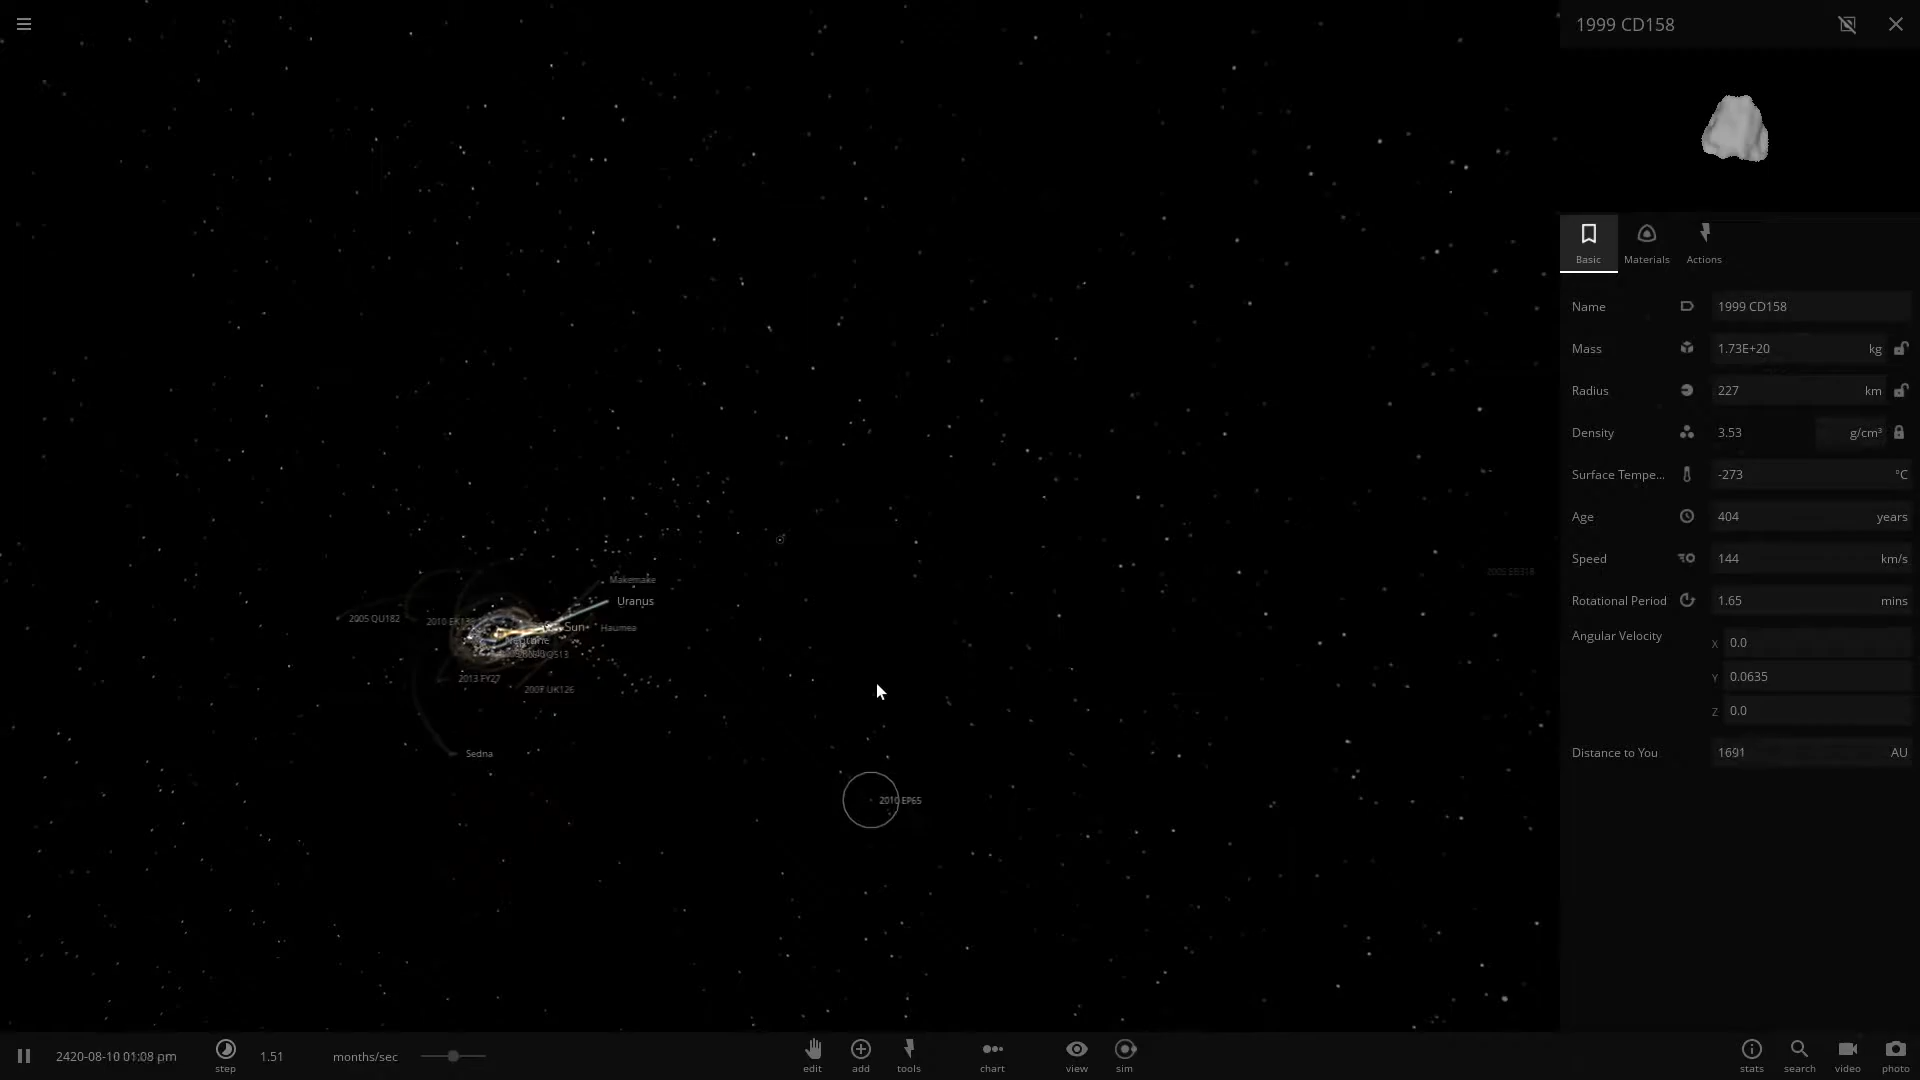 1999 CD158
Basic
Materials
Actions
Name 1999 CD158
Mass 1.73E+20 kg
Radius 227 km
Density 3.53 g/cm³
Surface Tempe... -273 °C
Age 404 years
Speed 144 km/s
Rotational Period 1.65 mins
Angular Velocity
X 0.0
Y 0.0635
Z 0.0
Distance to You 1691 AU
Makemake
Uranus
2005 QU182
Sun
Haumea
Neptune
2013 FY27
2007 UK126
Sedna
2010 EP65
2420-08-10 01:08 pm
step
1.51 months/sec
edit
add
tools
chart
view
sim
stats
search
video
photo